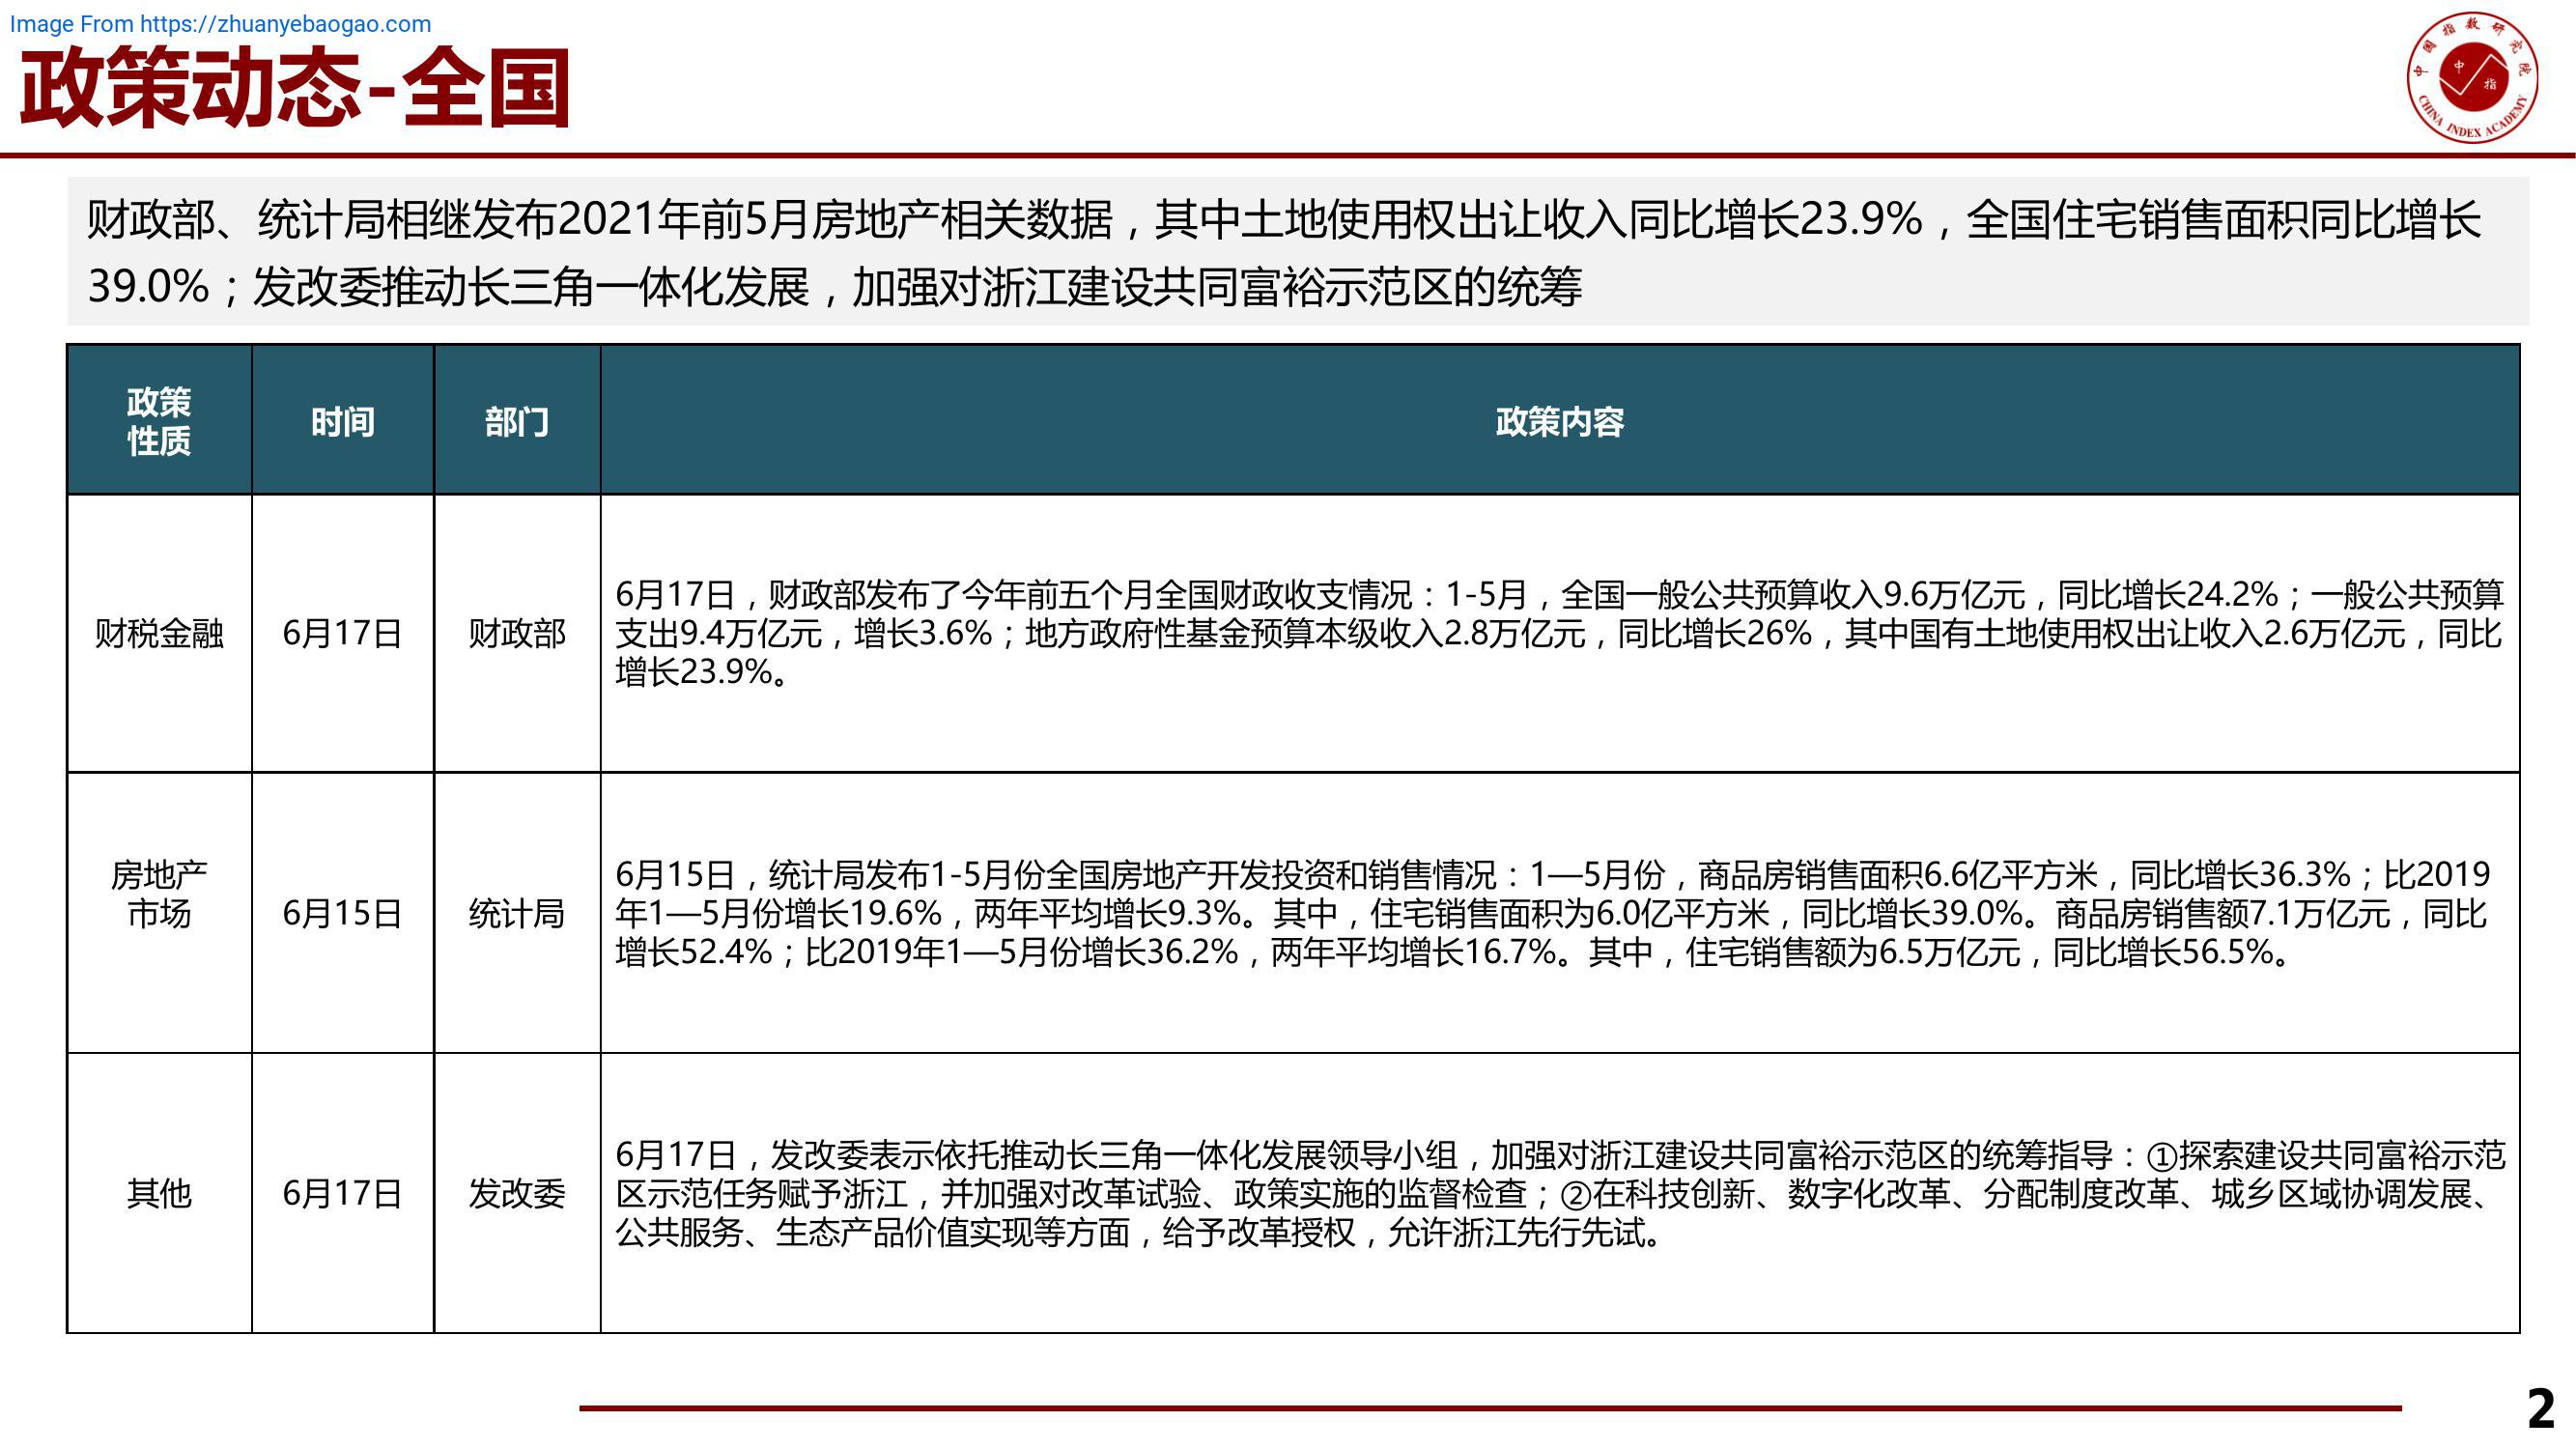 Image From https://zhuanyebaogao.com
政策动态-全国
中国指数研究院
中
指
CHINA INDEX ACADEMY
财政部、统计局相继发布2021年前5月房地产相关数据，其中土地使用权出让收入同比增长23.9%，全国住宅销售面积同比增长
39.0%；发改委推动长三角一体化发展，加强对浙江建设共同富裕示范区的统筹
政策
性质
时间
部门
政策内容
财税金融
6月17日
财政部
6月17日，财政部发布了今年前五个月全国财政收支情况：1-5月，全国一般公共预算收入9.6万亿元，同比增长24.2%；一般公共预算
支出9.4万亿元，增长3.6%；地方政府性基金预算本级收入2.8万亿元，同比增长26%，其中国有土地使用权出让收入2.6万亿元，同比
增长23.9%。
房地产
市场
6月15日
统计局
6月15日，统计局发布1-5月份全国房地产开发投资和销售情况：1—5月份，商品房销售面积6.6亿平方米，同比增长36.3%；比2019
年1—5月份增长19.6%，两年平均增长9.3%。其中，住宅销售面积为6.0亿平方米，同比增长39.0%。商品房销售额7.1万亿元，同比
增长52.4%；比2019年1—5月份增长36.2%，两年平均增长16.7%。其中，住宅销售额为6.5万亿元，同比增长56.5%。
其他
6月17日
发改委
6月17日，发改委表示依托推动长三角一体化发展领导小组，加强对浙江建设共同富裕示范区的统筹指导：①探索建设共同富裕示范
区示范任务赋予浙江，并加强对改革试验、政策实施的监督检查；②在科技创新、数字化改革、分配制度改革、城乡区域协调发展、
公共服务、生态产品价值实现等方面，给予改革授权，允许浙江先行先试。
2